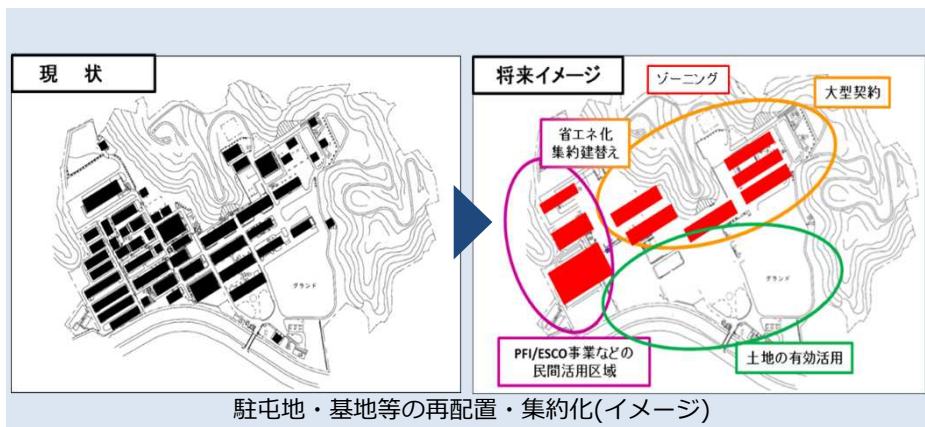 現 状
グランド
将来イメージ
ゾーニング
大型契約
省エネ化
集約建替え
グランド
PFI/ESCO事業などの
民間活用区域
土地の有効活用
駐屯地・基地等の再配置・集約化(イメージ)